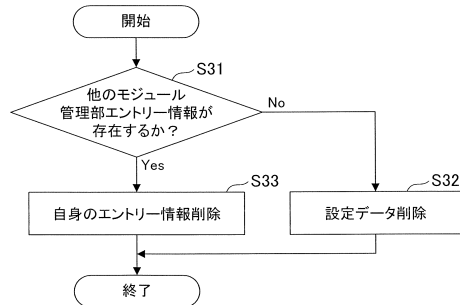 開始
S31
他のモジュール
管理部エントリー情報が
存在するか？
No
Yes
S33
S32
自身のエントリー情報削除
設定データ削除
終了